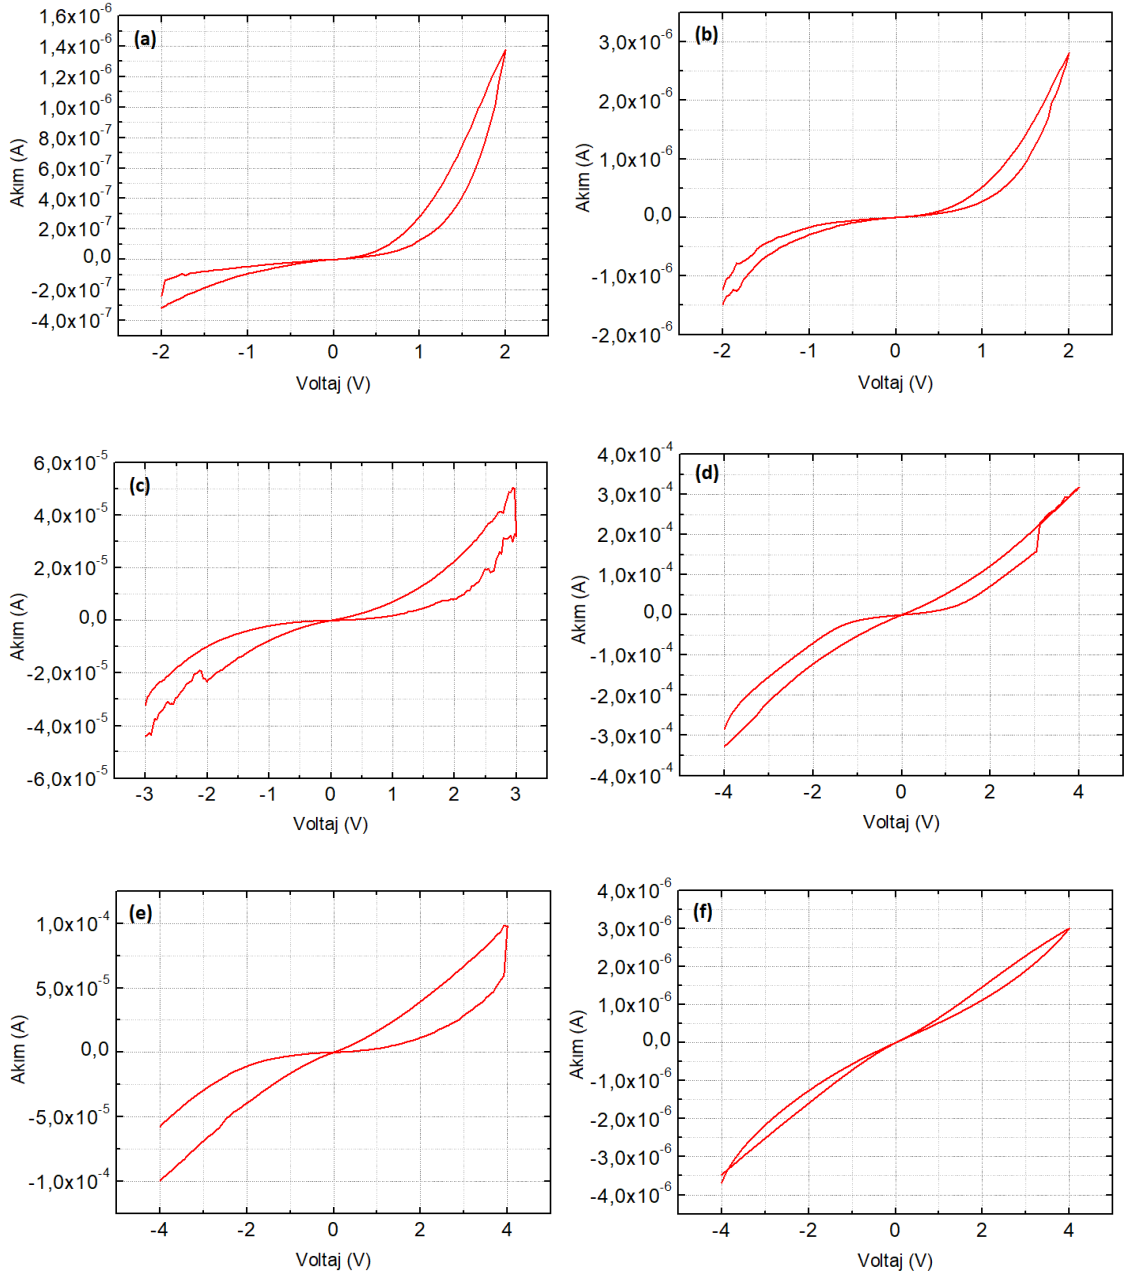 (a)
1,6x10-6
1,4x10-6
1,2x10-6
1,0x10-6
8,0x10-7
6,0x10-7
4,0x10-7
2,0x10-7
0,0
-2,0x10-7
-4,0x10-7
Akım (A)
-2 -1 0 1 2
Voltaj (V)
(b)
3,0x10-6
2,0x10-6
1,0x10-6
0,0
-1,0x10-6
-2,0x10-6
Akım (A)
-2 -1 0 1 2
Voltaj (V)
(c)
6,0x10-5
4,0x10-5
2,0x10-5
0,0
-2,0x10-5
-4,0x10-5
-6,0x10-5
Akım (A)
-3 -2 -1 0 1 2 3
Voltaj (V)
(d)
4,0x10-4
3,0x10-4
2,0x10-4
1,0x10-4
0,0
-1,0x10-4
-2,0x10-4
-3,0x10-4
-4,0x10-4
Akım (A)
-4 -2 0 2 4
Voltaj (V)
(e)
1,0x10-4
5,0x10-5
0,0
-5,0x10-5
-1,0x10-4
Akım (A)
-4 -2 0 2 4
Voltaj (V)
(f)
4,0x10-6
3,0x10-6
2,0x10-6
1,0x10-6
0,0
-1,0x10-6
-2,0x10-6
-3,0x10-6
-4,0x10-6
Akım (A)
-4 -2 0 2 4
Voltaj (V)